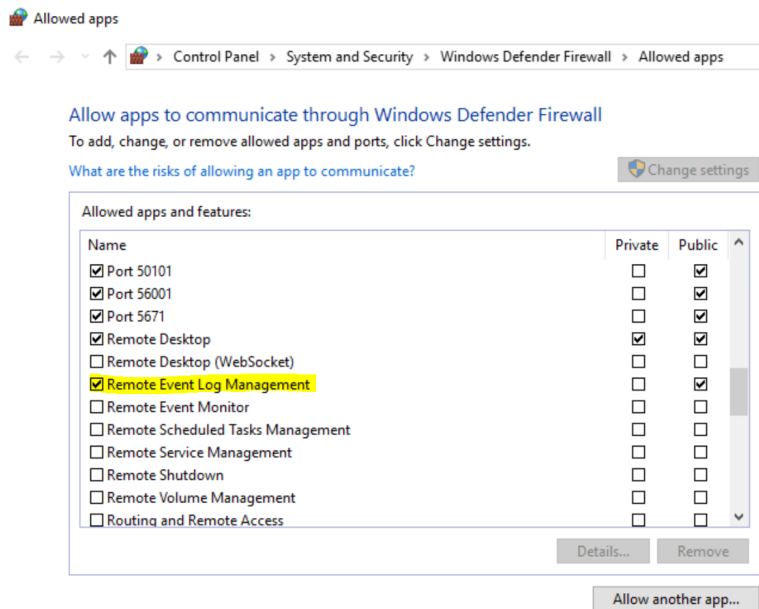 Allowed apps
Control Panel > System and Security > Windows Defender Firewall > Allowed apps
Allow apps to communicate through Windows Defender Firewall
To add, change, or remove allowed apps and ports, click Change settings.
What are the risks of allowing an app to communicate?
Change settings
Allowed apps and features:
Name Private Public
Port 50101
Port 56001
Port 5671
Remote Desktop
Remote Desktop (WebSocket)
Remote Event Log Management
Remote Event Monitor
Remote Scheduled Tasks Management
Remote Service Management
Remote Shutdown
Remote Volume Management
Routing and Remote Access
Details... Remove
Allow another app...